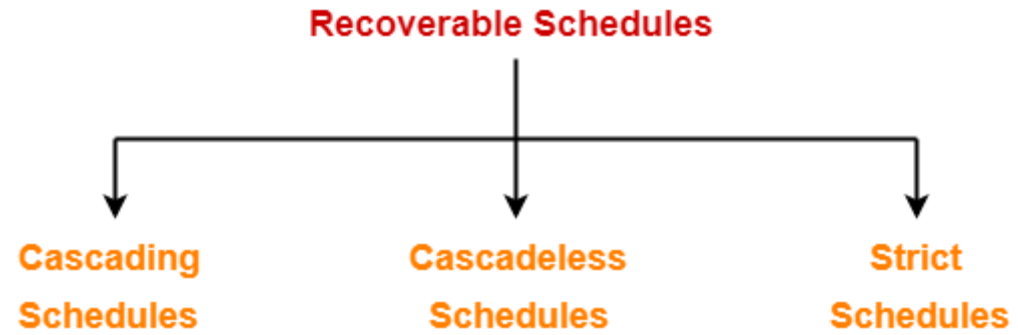 Recoverable Schedules
Cascading Schedules
Cascadeless Schedules
Strict Schedules